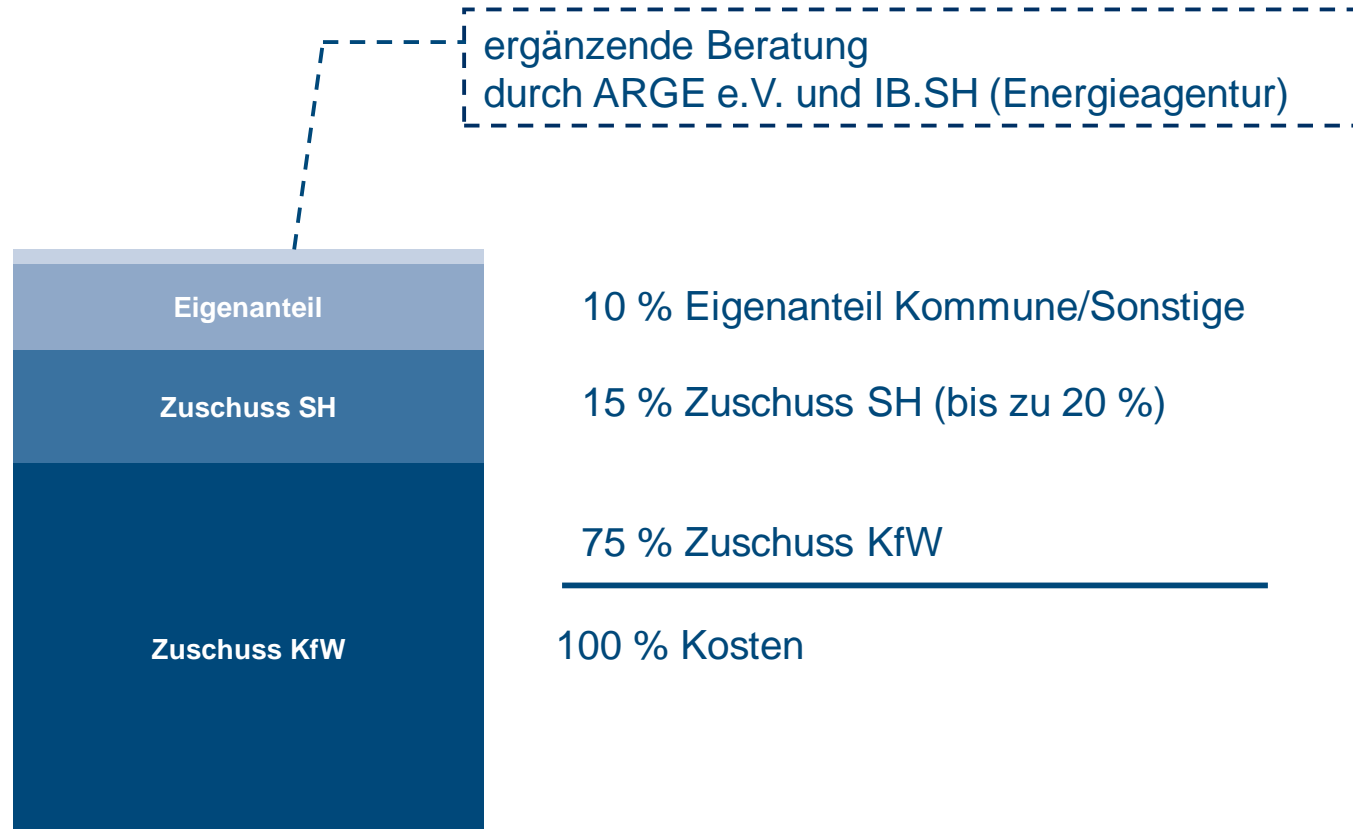 ergänzende Beratung
durch ARGE e.V. und IB.SH (Energieagentur)
Eigenanteil
10 % Eigenanteil Kommune/Sonstige
Zuschuss SH
15 % Zuschuss SH (bis zu 20 %)
75 % Zuschuss KfW
Zuschuss KfW
100 % Kosten